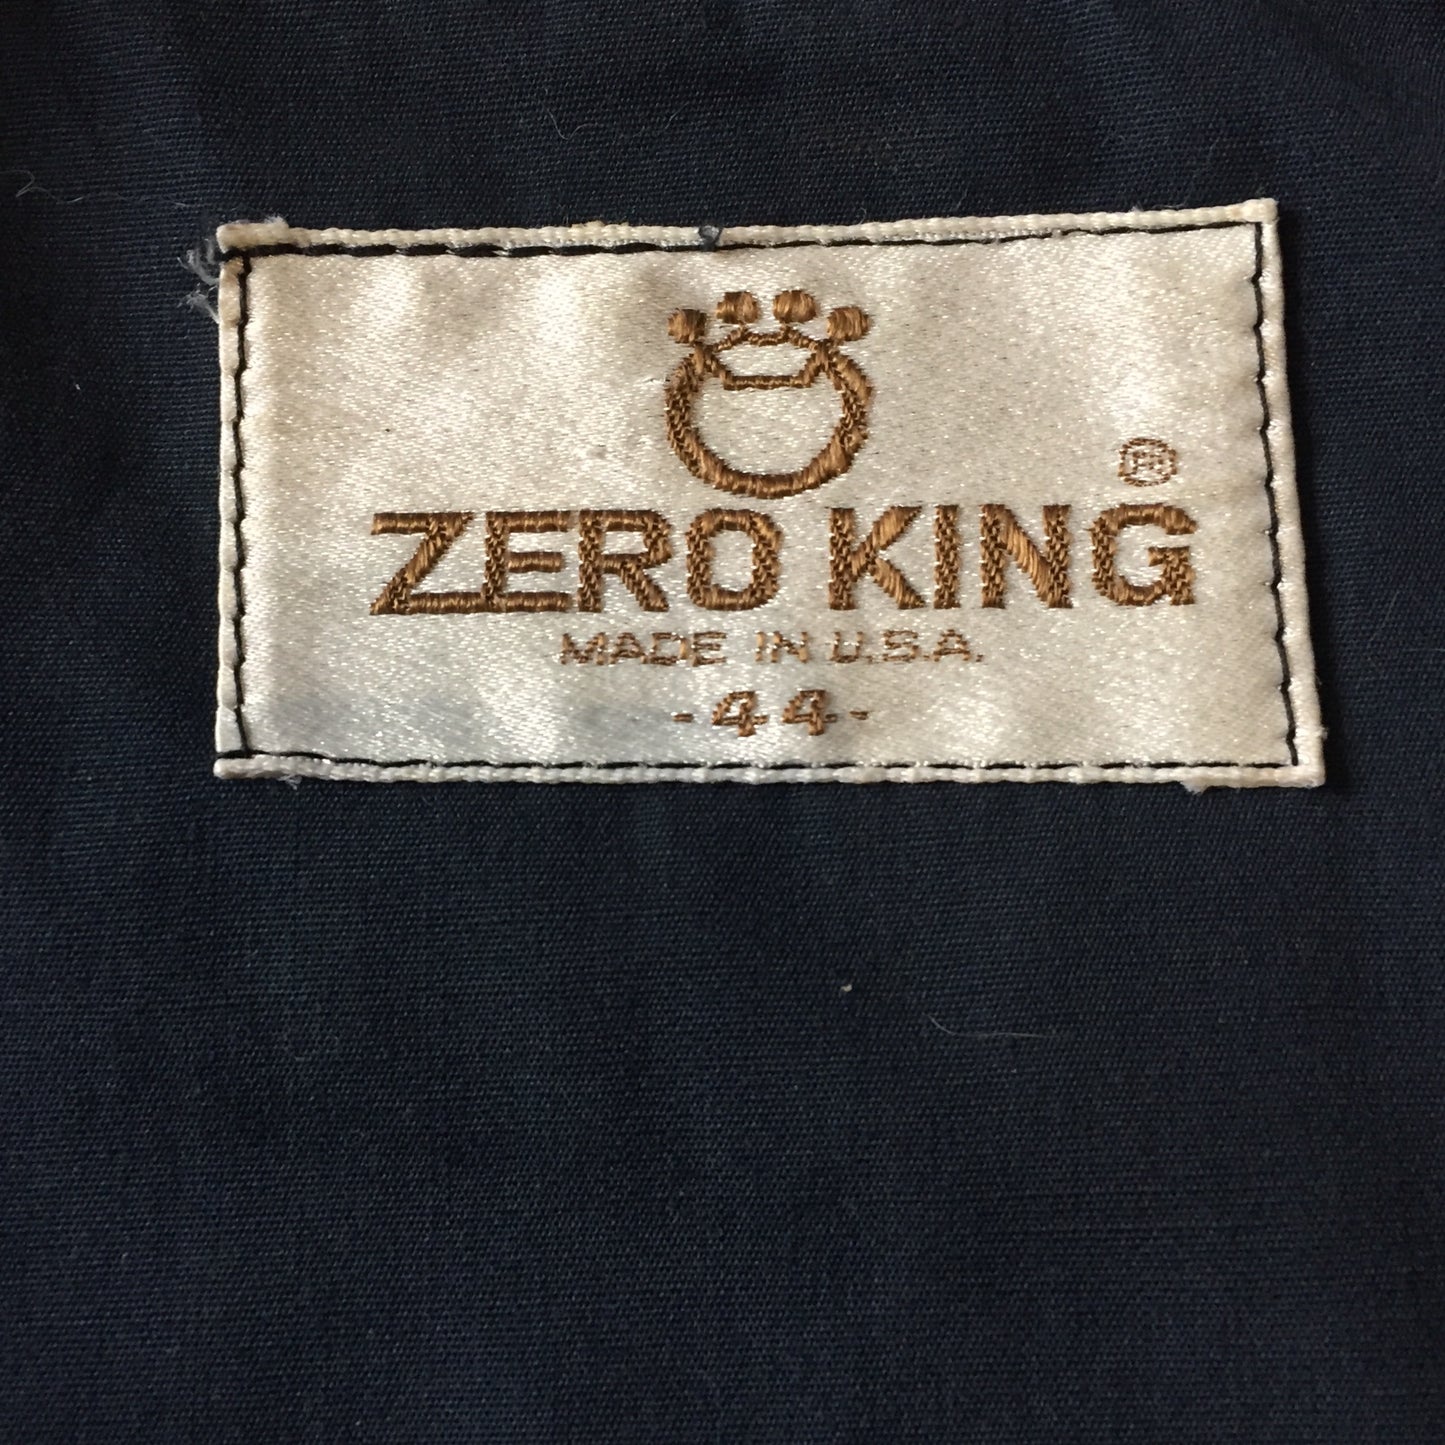 ®
ZERO KING
MADE IN U.S.A.
-44-